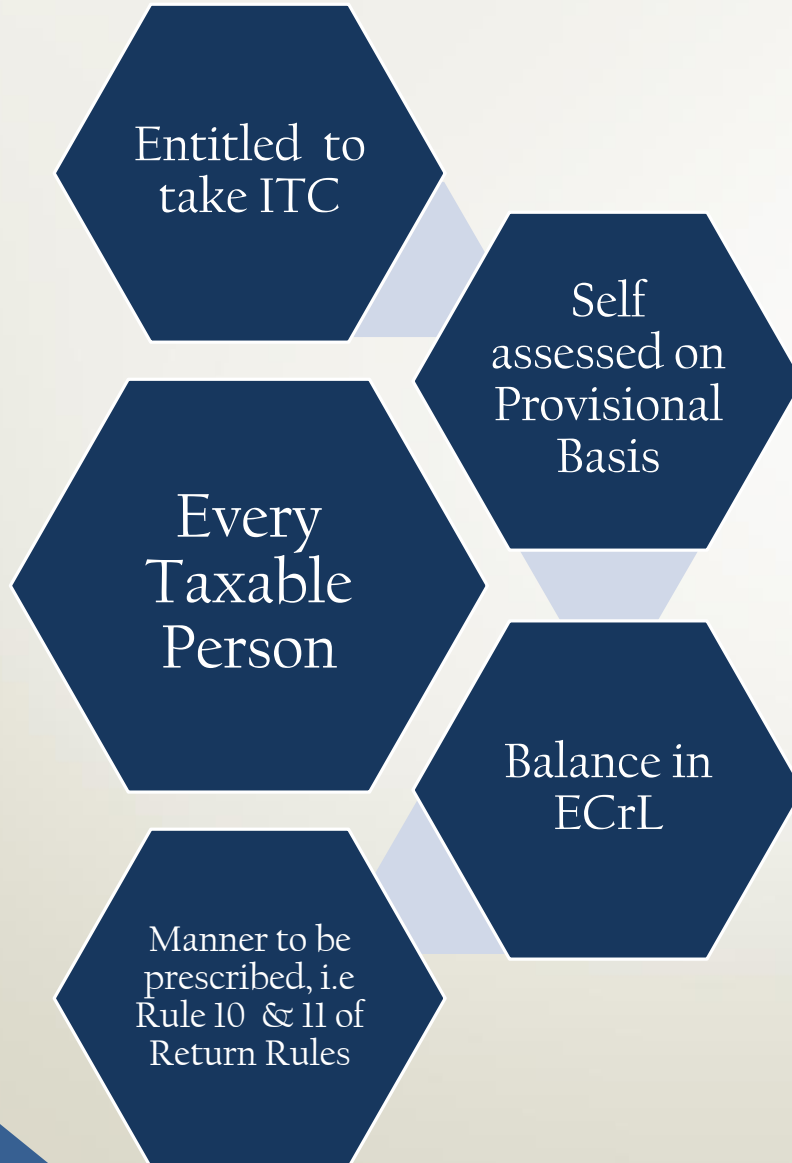 Entitled to
take ITC
Self
assessed on
Provisional
Basis
Every
Taxable
Person
Balance in
ECrL
Manner to be
prescribed, i.e
Rule 10 & 11 of
Return Rules